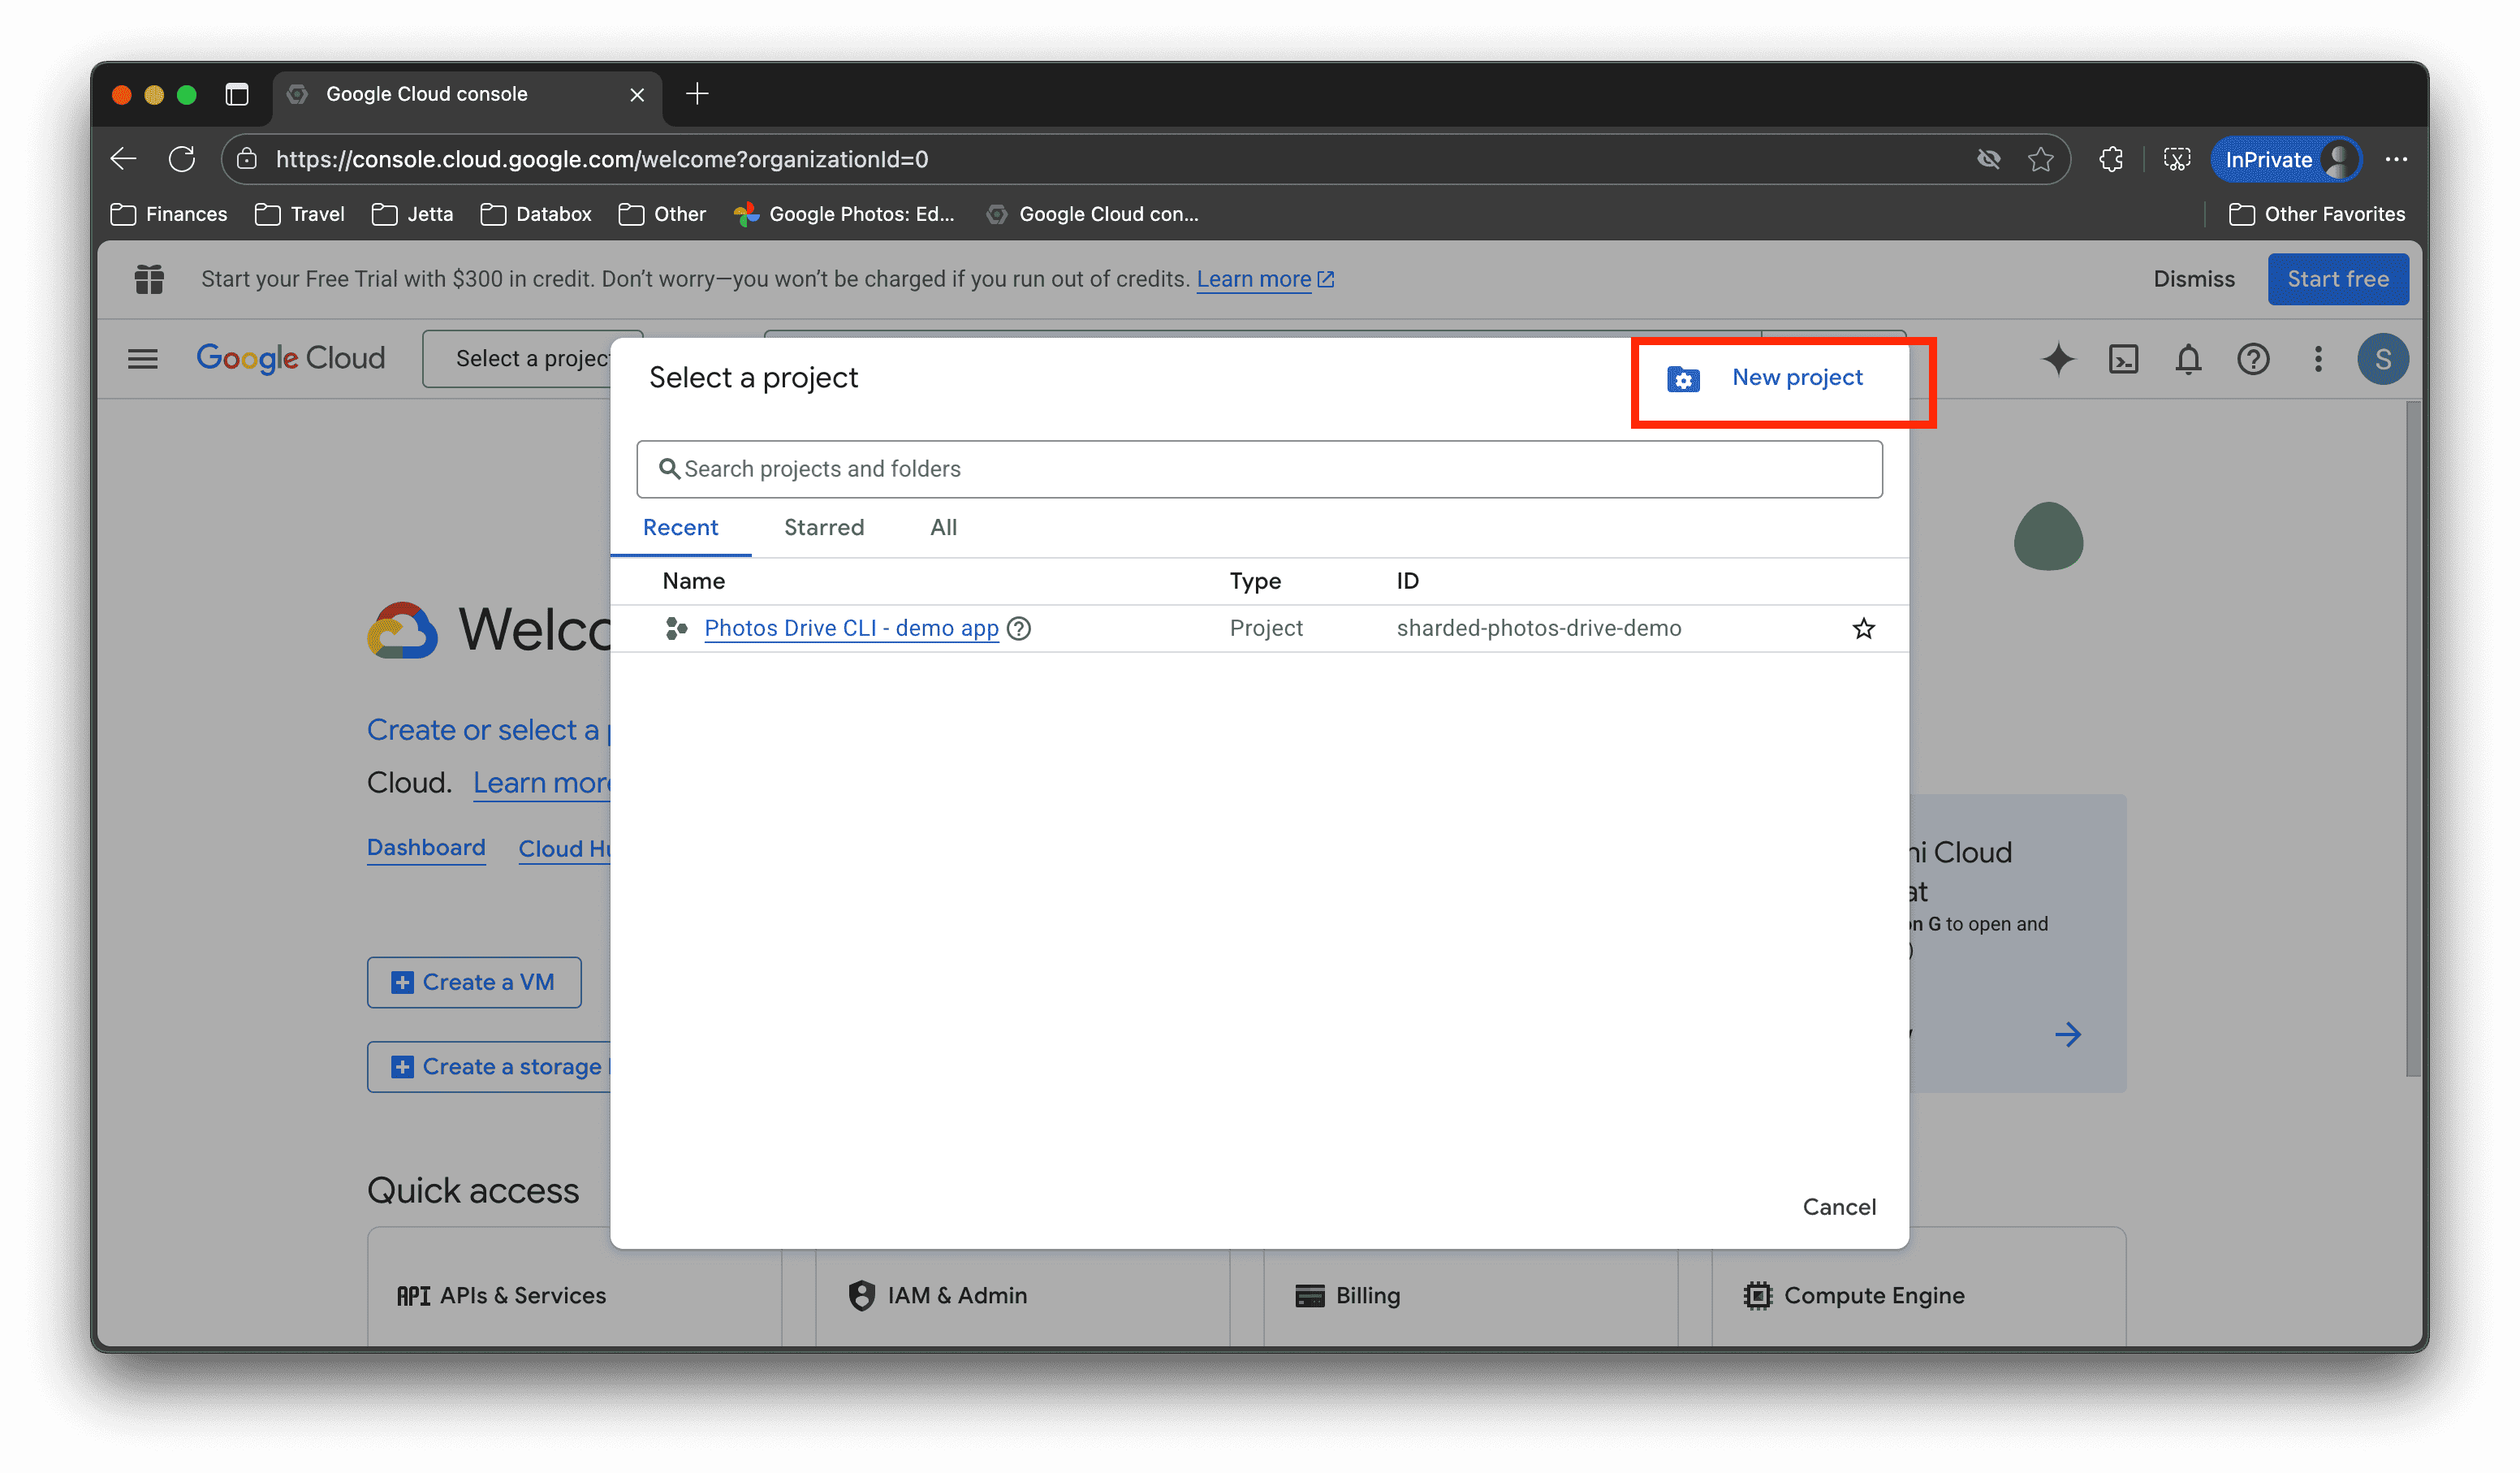 Google Cloud console
https://console.cloud.google.com/welcome?organizationId=0
InPrivate
Finances
Travel
Jetta
Databox
Other
Google Photos: Ed...
Google Cloud con...
Other Favorites
Start your Free Trial with $300 in credit. Don’t worry—you won’t be charged if you run out of credits. Learn more
Dismiss
Start free
Google Cloud
Select a project
S
Select a project
New project
Search projects and folders
Recent
Starred
All
Name
Type
ID
Photos Drive CLI - demo app
Project
sharded-photos-drive-demo
Cancel
Welco
Create or select a p
Cloud. Learn more
Dashboard
Cloud Hu
ni Cloud
at
on G to open and
)
Create a VM
Create a storage
Quick access
API APIs & Services
IAM & Admin
Billing
Compute Engine